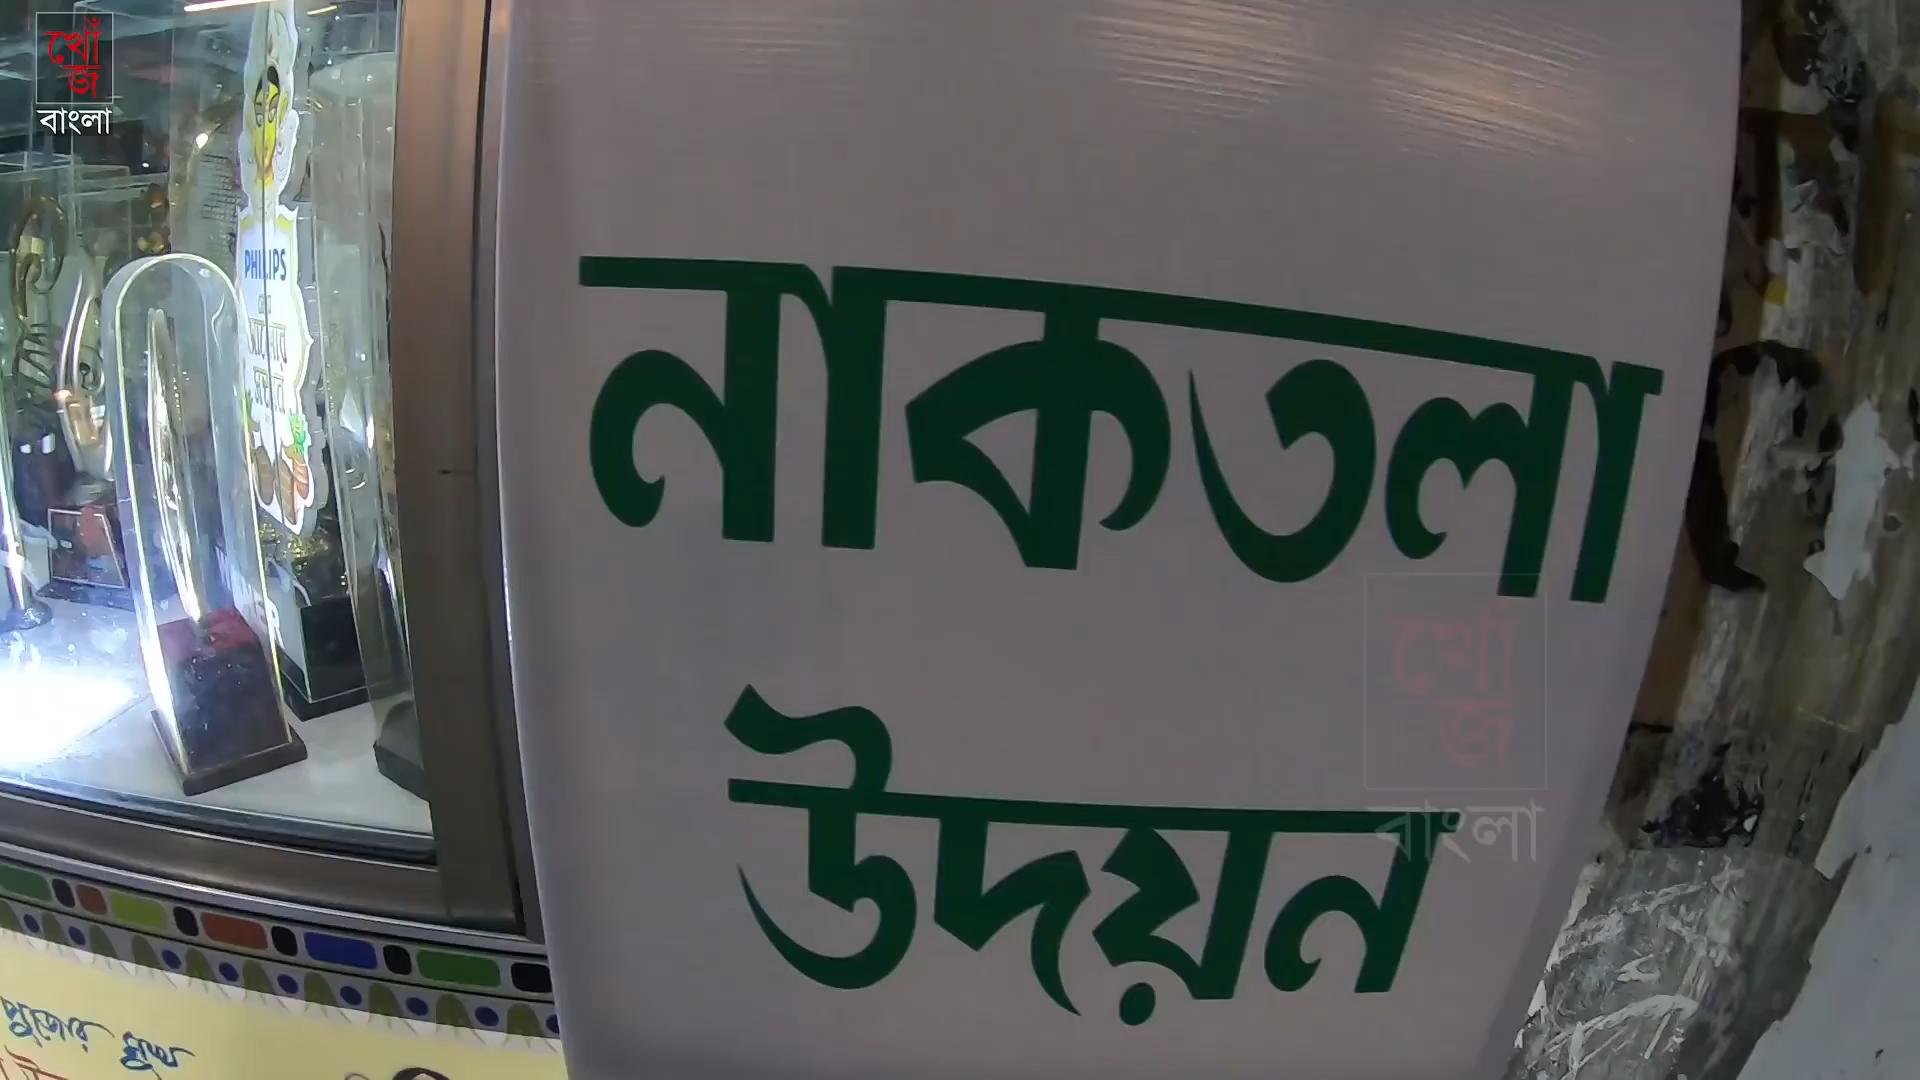 খোঁ
জ
বাংলা
PHILIPS
নাকতলা
উদয়ন
খোঁ
জ
বাংলা
পুজোর মুখ